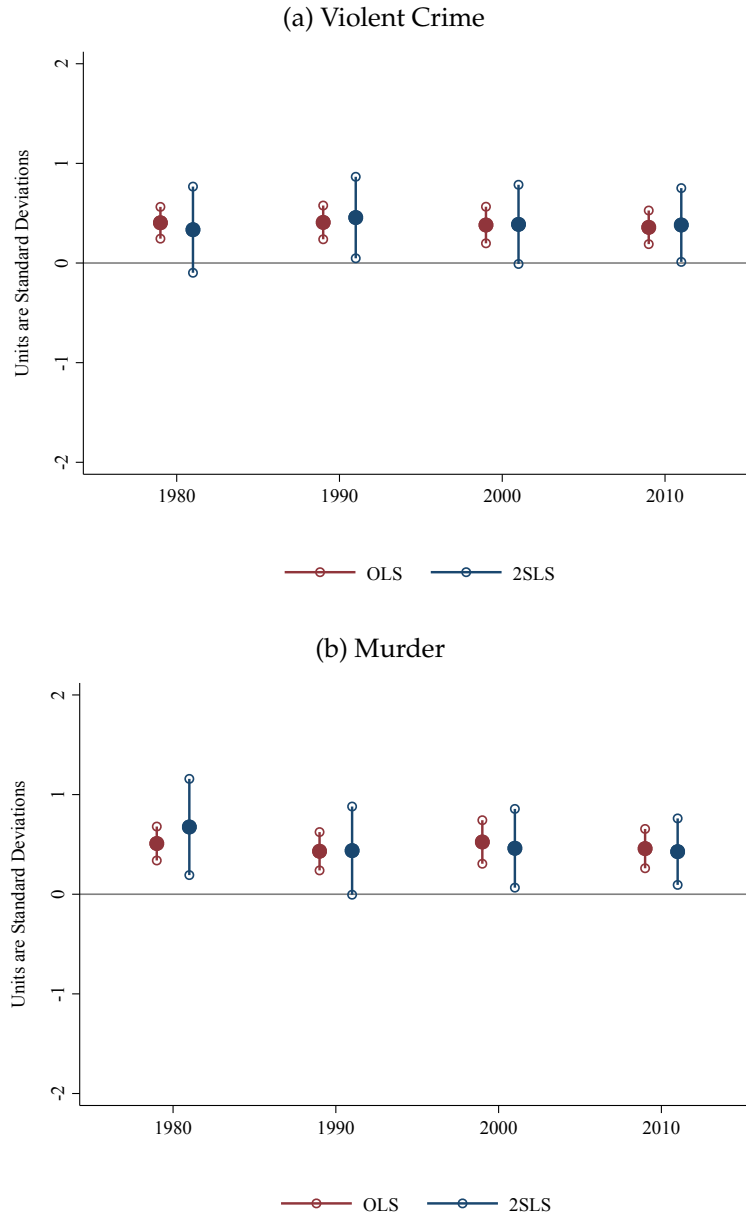 (a) Violent Crime
Units are Standard Deviations
2
1
0
-1
-2
1980 1990 2000 2010
OLS 2SLS
(b) Murder
Units are Standard Deviations
2
1
0
-1
-2
1980 1990 2000 2010
OLS 2SLS